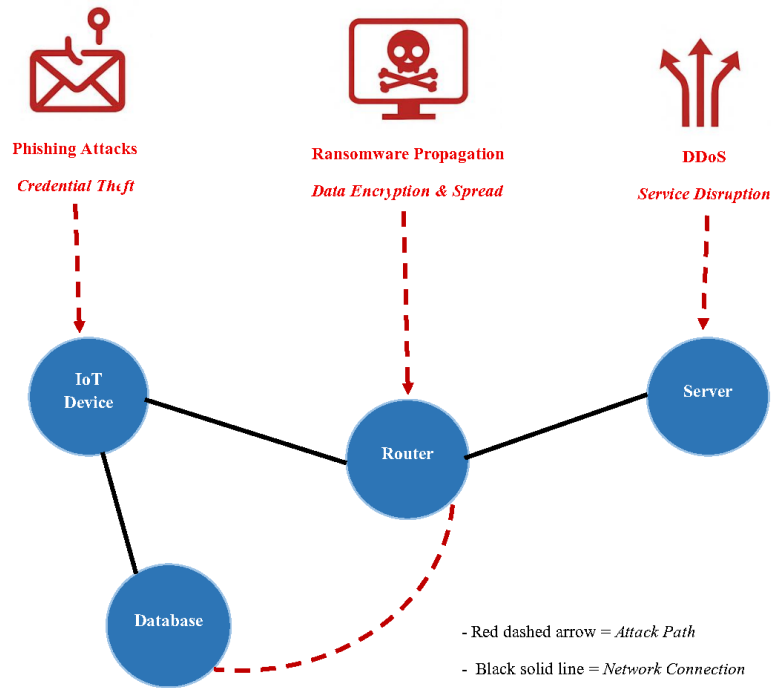 Phishing Attacks
Credential Theft
Ransomware Propagation
Data Encryption & Spread
DDoS
Service Disruption
IoT
Device
Router
Server
Database
- Red dashed arrow = Attack Path
- Black solid line = Network Connection